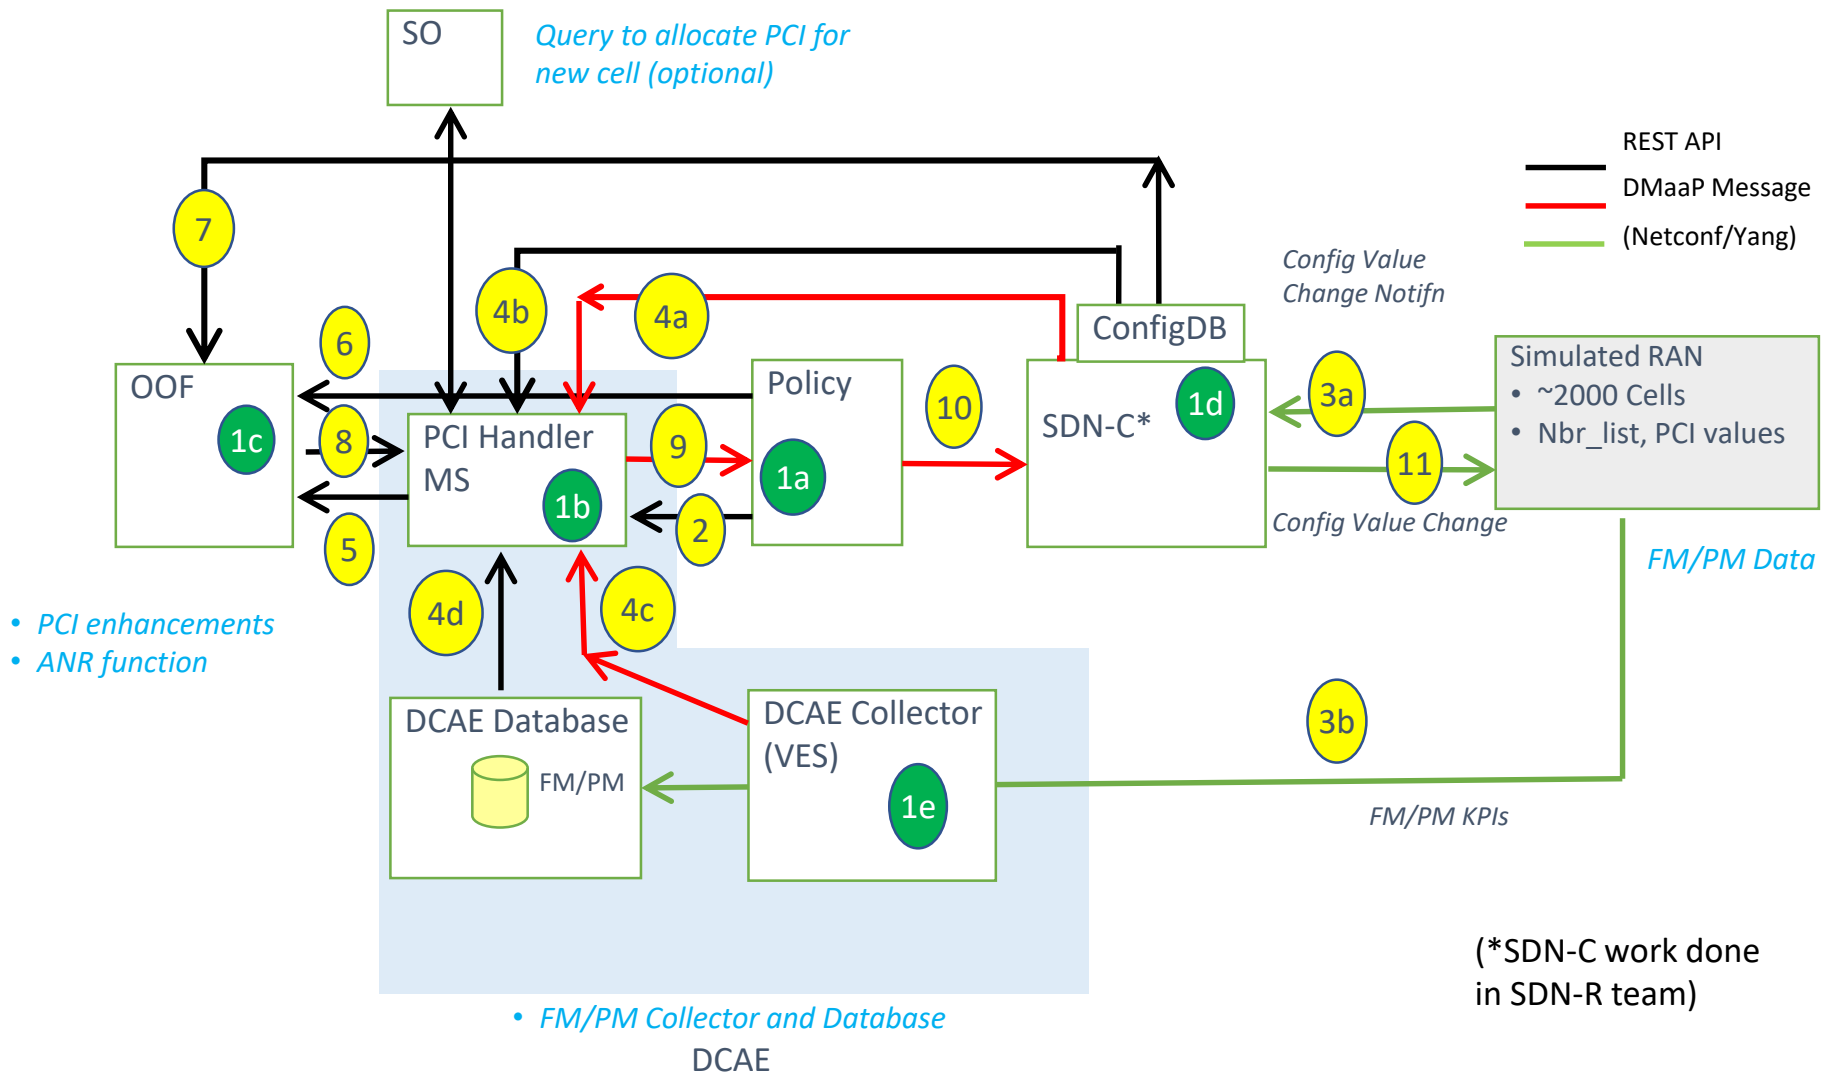 SO
Query to allocate PCI for
new cell (optional)
REST API
DMaaP Message
(Netconf/Yang)
7
4b
4a
Config Value
Change Notifn
ConfigDB
6
OOF
1c
8
PCI Handler
MS
1b
9
Policy
1a
2
10
SDN-C*
1d
3a
Simulated RAN
• ~2000 Cells
• Nbr_list, PCI values
11
Config Value Change
5
FM/PM Data
4d
4c
• PCI enhancements
• ANR function
DCAE Database
FM/PM
DCAE Collector
(VES)
1e
3b
FM/PM KPIs
(*SDN-C work done
in SDN-R team)
• FM/PM Collector and Database
DCAE